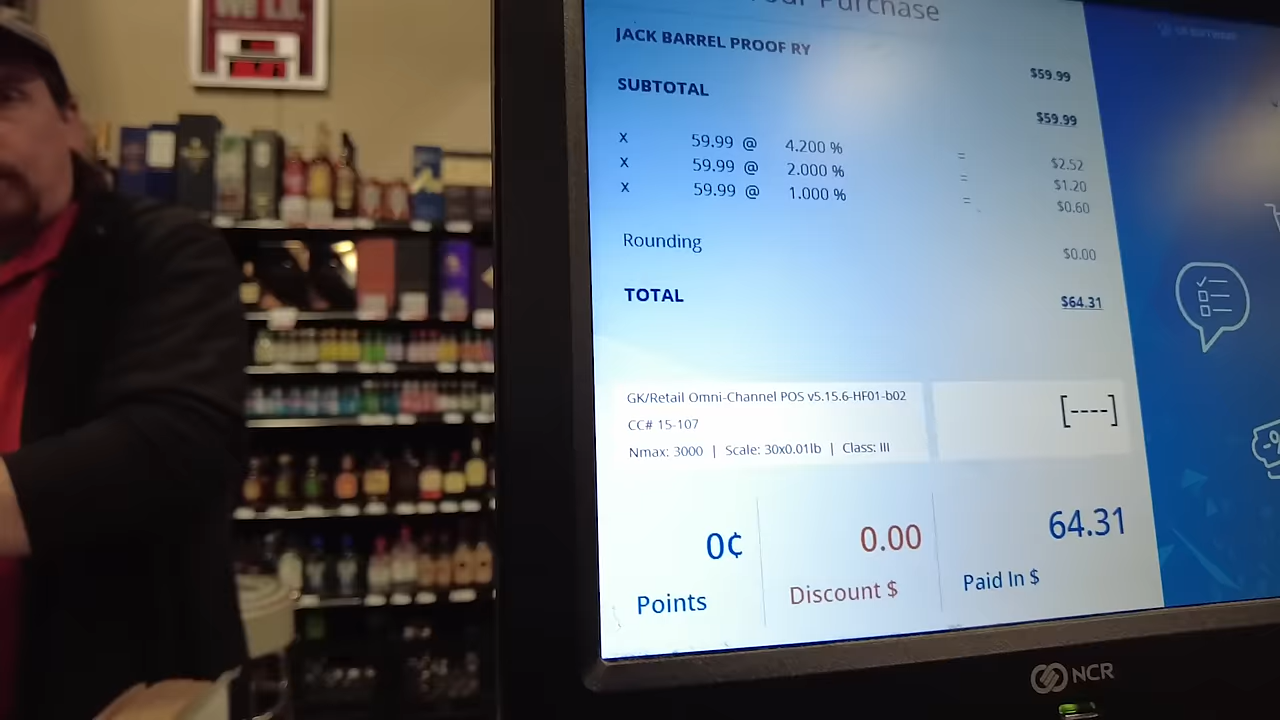 We I.D.
our Purchase
JACK BARREL PROOF RY $59.99
SUBTOTAL $59.99
X 59.99 @ 4.200 % = $2.52
X 59.99 @ 2.000 % = $1.20
X 59.99 @ 1.000 % = $0.60
Rounding $0.00
TOTAL $64.31
GK/Retail Omni-Channel POS v5.15.6-HF01-b02
CC# 15-107
Nmax: 3000 | Scale: 30x0.01lb | Class: III
[----]
0¢ 0.00 64.31
Points Discount $ Paid In $
NCR